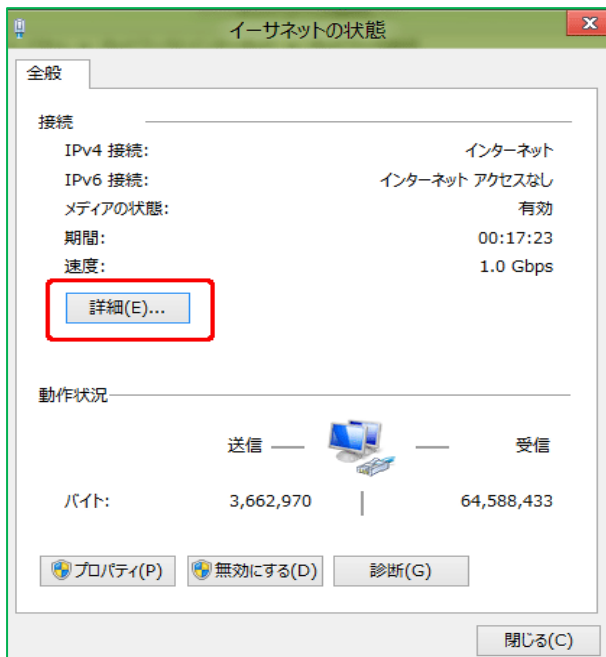 イーサネットの状態
全般
接続
IPv4 接続: インターネット
IPv6 接続: インターネット アクセスなし
メディアの状態: 有効
期間: 00:17:23
速度: 1.0 Gbps
詳細(E)...
動作状況
送信 受信
バイト: 3,662,970 64,588,433
プロパティ(P) 無効にする(D) 診断(G)
閉じる(C)